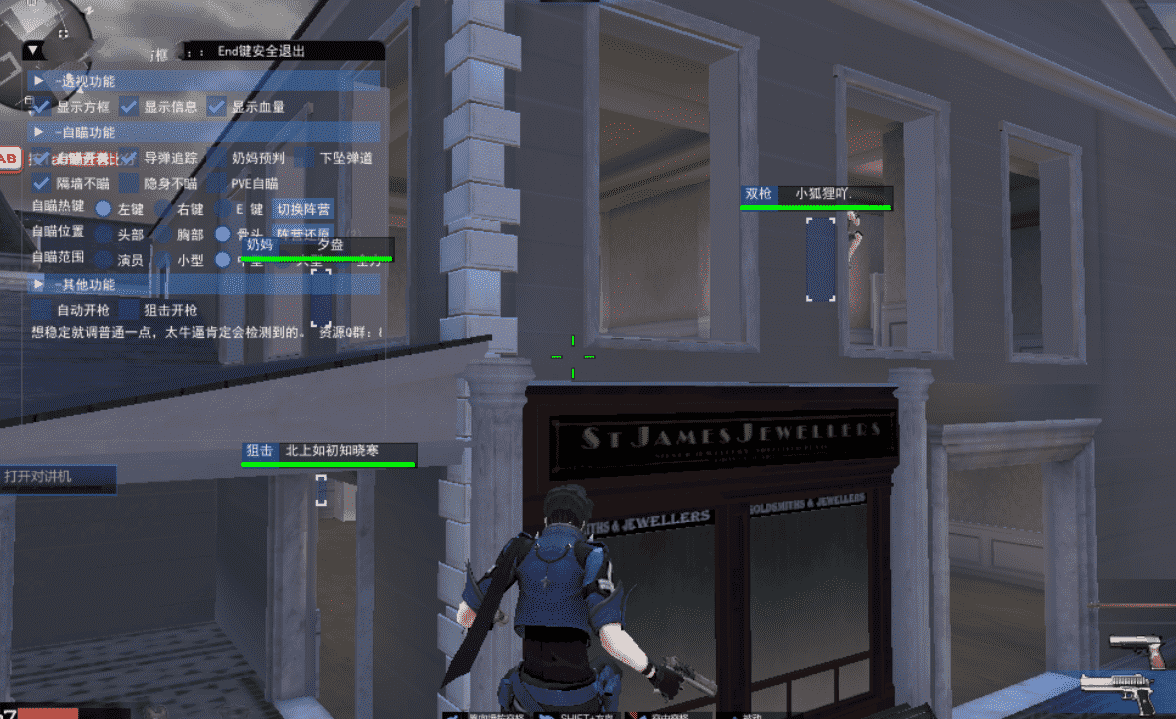 End键安全退出
-透视功能
显示方框 显示信息 显示血量
-自瞄功能
导弹追踪 奶妈预判 下坠弹道
隔墙不瞄 隐身不瞄 PVE自瞄
自瞄热键 左键 右键 E 键 切换阵营
自瞄位置 头部 胸部 骨头 阵营还原
奶妈 夕盘
自瞄范围 演员 小型
-其他功能
自动开枪 狙击开枪
想稳定就调普通一点，太牛逼肯定会检测到的。 资源Q群：
双枪 小狐狸吖.
狙击 北上如初知晓寒
打开对讲机
AB
ST JAMES JEWELLERS
& JEWELLERS
GOLDSMITHS & JEWELLERS